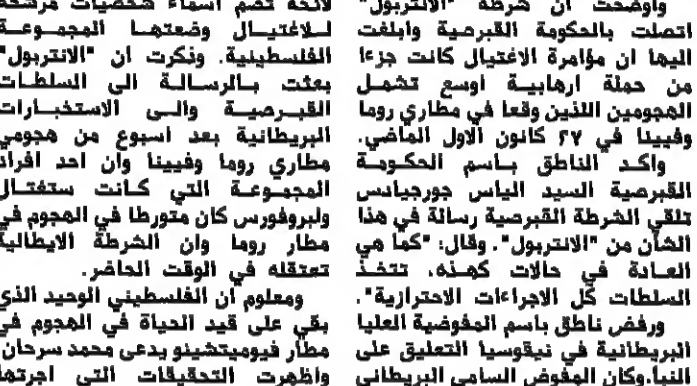 واوضحت ان شرطة "الانتربول"
اتصلت بالحكومة القبرصية وابلغت
اليها ان مؤامرة الاغتيال كانت جزءا
من حملة ارهابية اوسع تشمل
الهجومين اللذين وقعا في مطاري روما
وفيينا في ٢٧ كانون الاول الماضي.
واكد الناطق باسم الحكومة
القبرصية السيد الياس جورجيادس
تلقي الشرطة القبرصية رسالة في هذا
الشأن من "الانتربول". وقال: "كما هي
العادة في حالات كهذه، تتخذ
السلطات كل الاجراءات الاحترازية".
ورفض ناطق باسم المفوضية العليا
البريطانية في نيقوسيا التعليق على
النبأ.وكان المفوض السامي البريطاني
لائحة تضم اسماء شخصيات مرشحة
للاغتيال وضعتها المجموعة
الفلسطينية. وذكرت ان "الانتربول"
بعثت بالرسالة الى السلطات
القبرصية والى الاستخبارات
البريطانية بعد اسبوع من هجومي
مطاري روما وفيينا وان احد افراد
المجموعة التي كانت ستغتال
ولبروفورس كان متورطا في الهجوم في
مطار روما وان الشرطة الايطالية
تعتقله في الوقت الحاضر.
ومعلوم ان الفلسطيني الوحيد الذي
بقي على قيد الحياة في الهجوم في
مطار فيوميتشينو يدعى محمد سرحان
واظهرت التحقيقات التي اجرتها